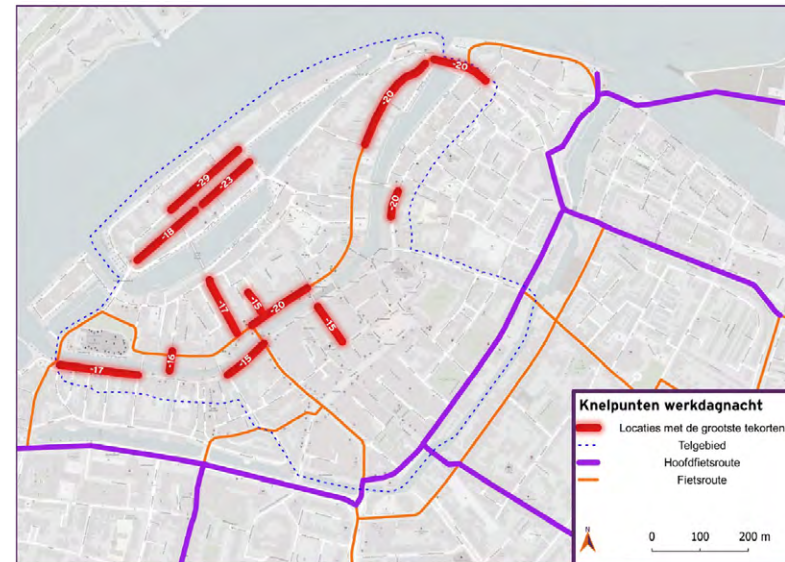 -20
-20
-29
-23
-20
-18
-17
-15
-20
-15
-16
-15
-17
Knelpunten werkdagnacht
Locaties met de grootste tekorten
Telgebied
Hoofdfietsroute
Fietsroute
N
0 100 200 m